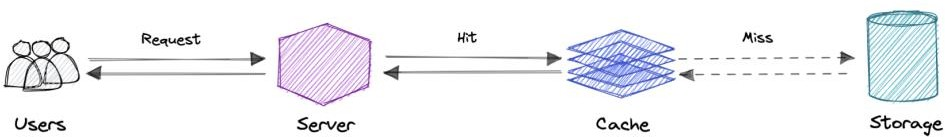 Request
Hit
Miss
Users
Server
Cache
Storage